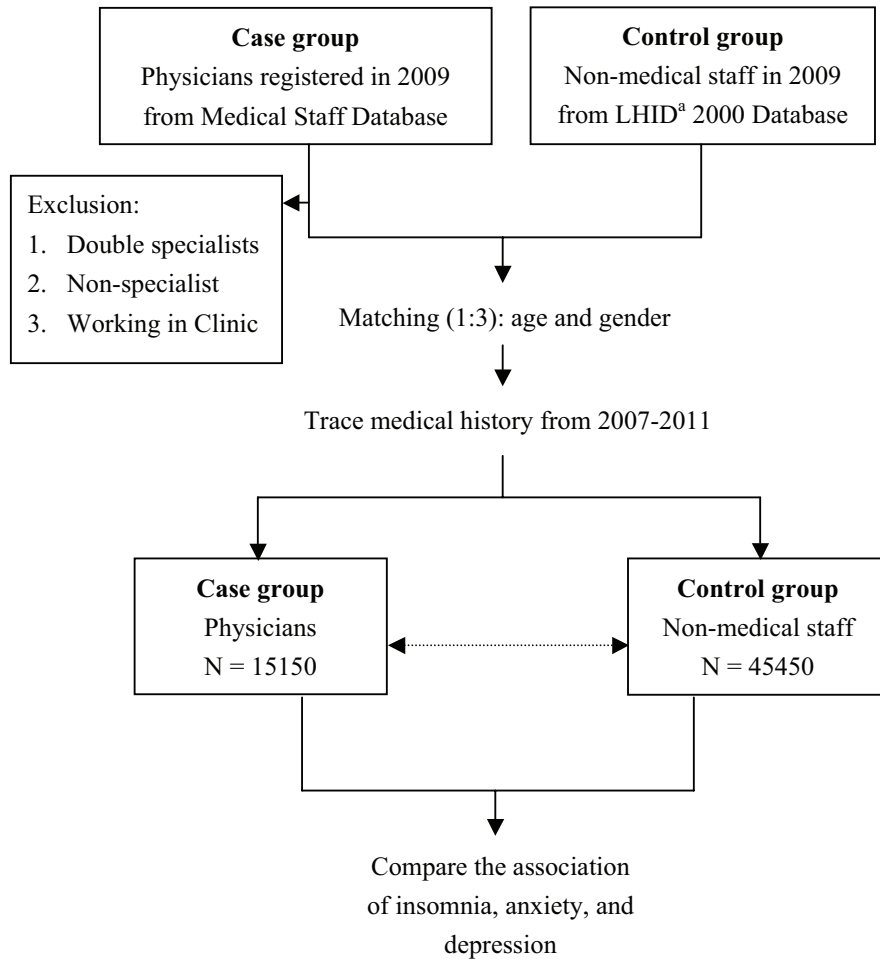 Case group
Physicians registered in 2009
from Medical Staff Database
Control group
Non-medical staff in 2009
from LHIDᵃ 2000 Database
Exclusion:
1. Double specialists
2. Non-specialist
3. Working in Clinic
Matching (1:3): age and gender
Trace medical history from 2007-2011
Case group
Physicians
N = 15150
Control group
Non-medical staff
N = 45450
Compare the association
of insomnia, anxiety, and
depression